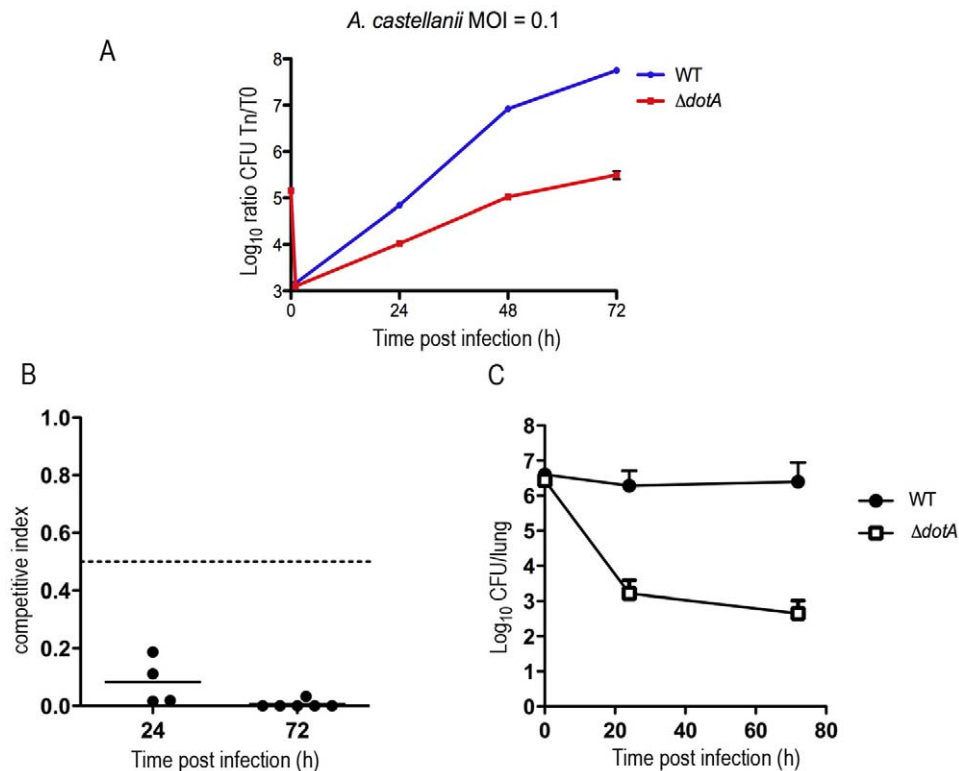 A. castellanii MOI = 0.1
A
8
7
6
5
4
3
Log10 ratio CFU Tn/T0
0
24
48
72
Time post infection (h)
WT
ΔdotA
B
1.0
0.8
0.6
0.4
0.2
0.0
competitive index
24
72
Time post infection (h)
C
8
7
6
5
4
3
2
1
0
Log10 CFU/lung
0
20
40
60
80
Time post infection (h)
WT
ΔdotA